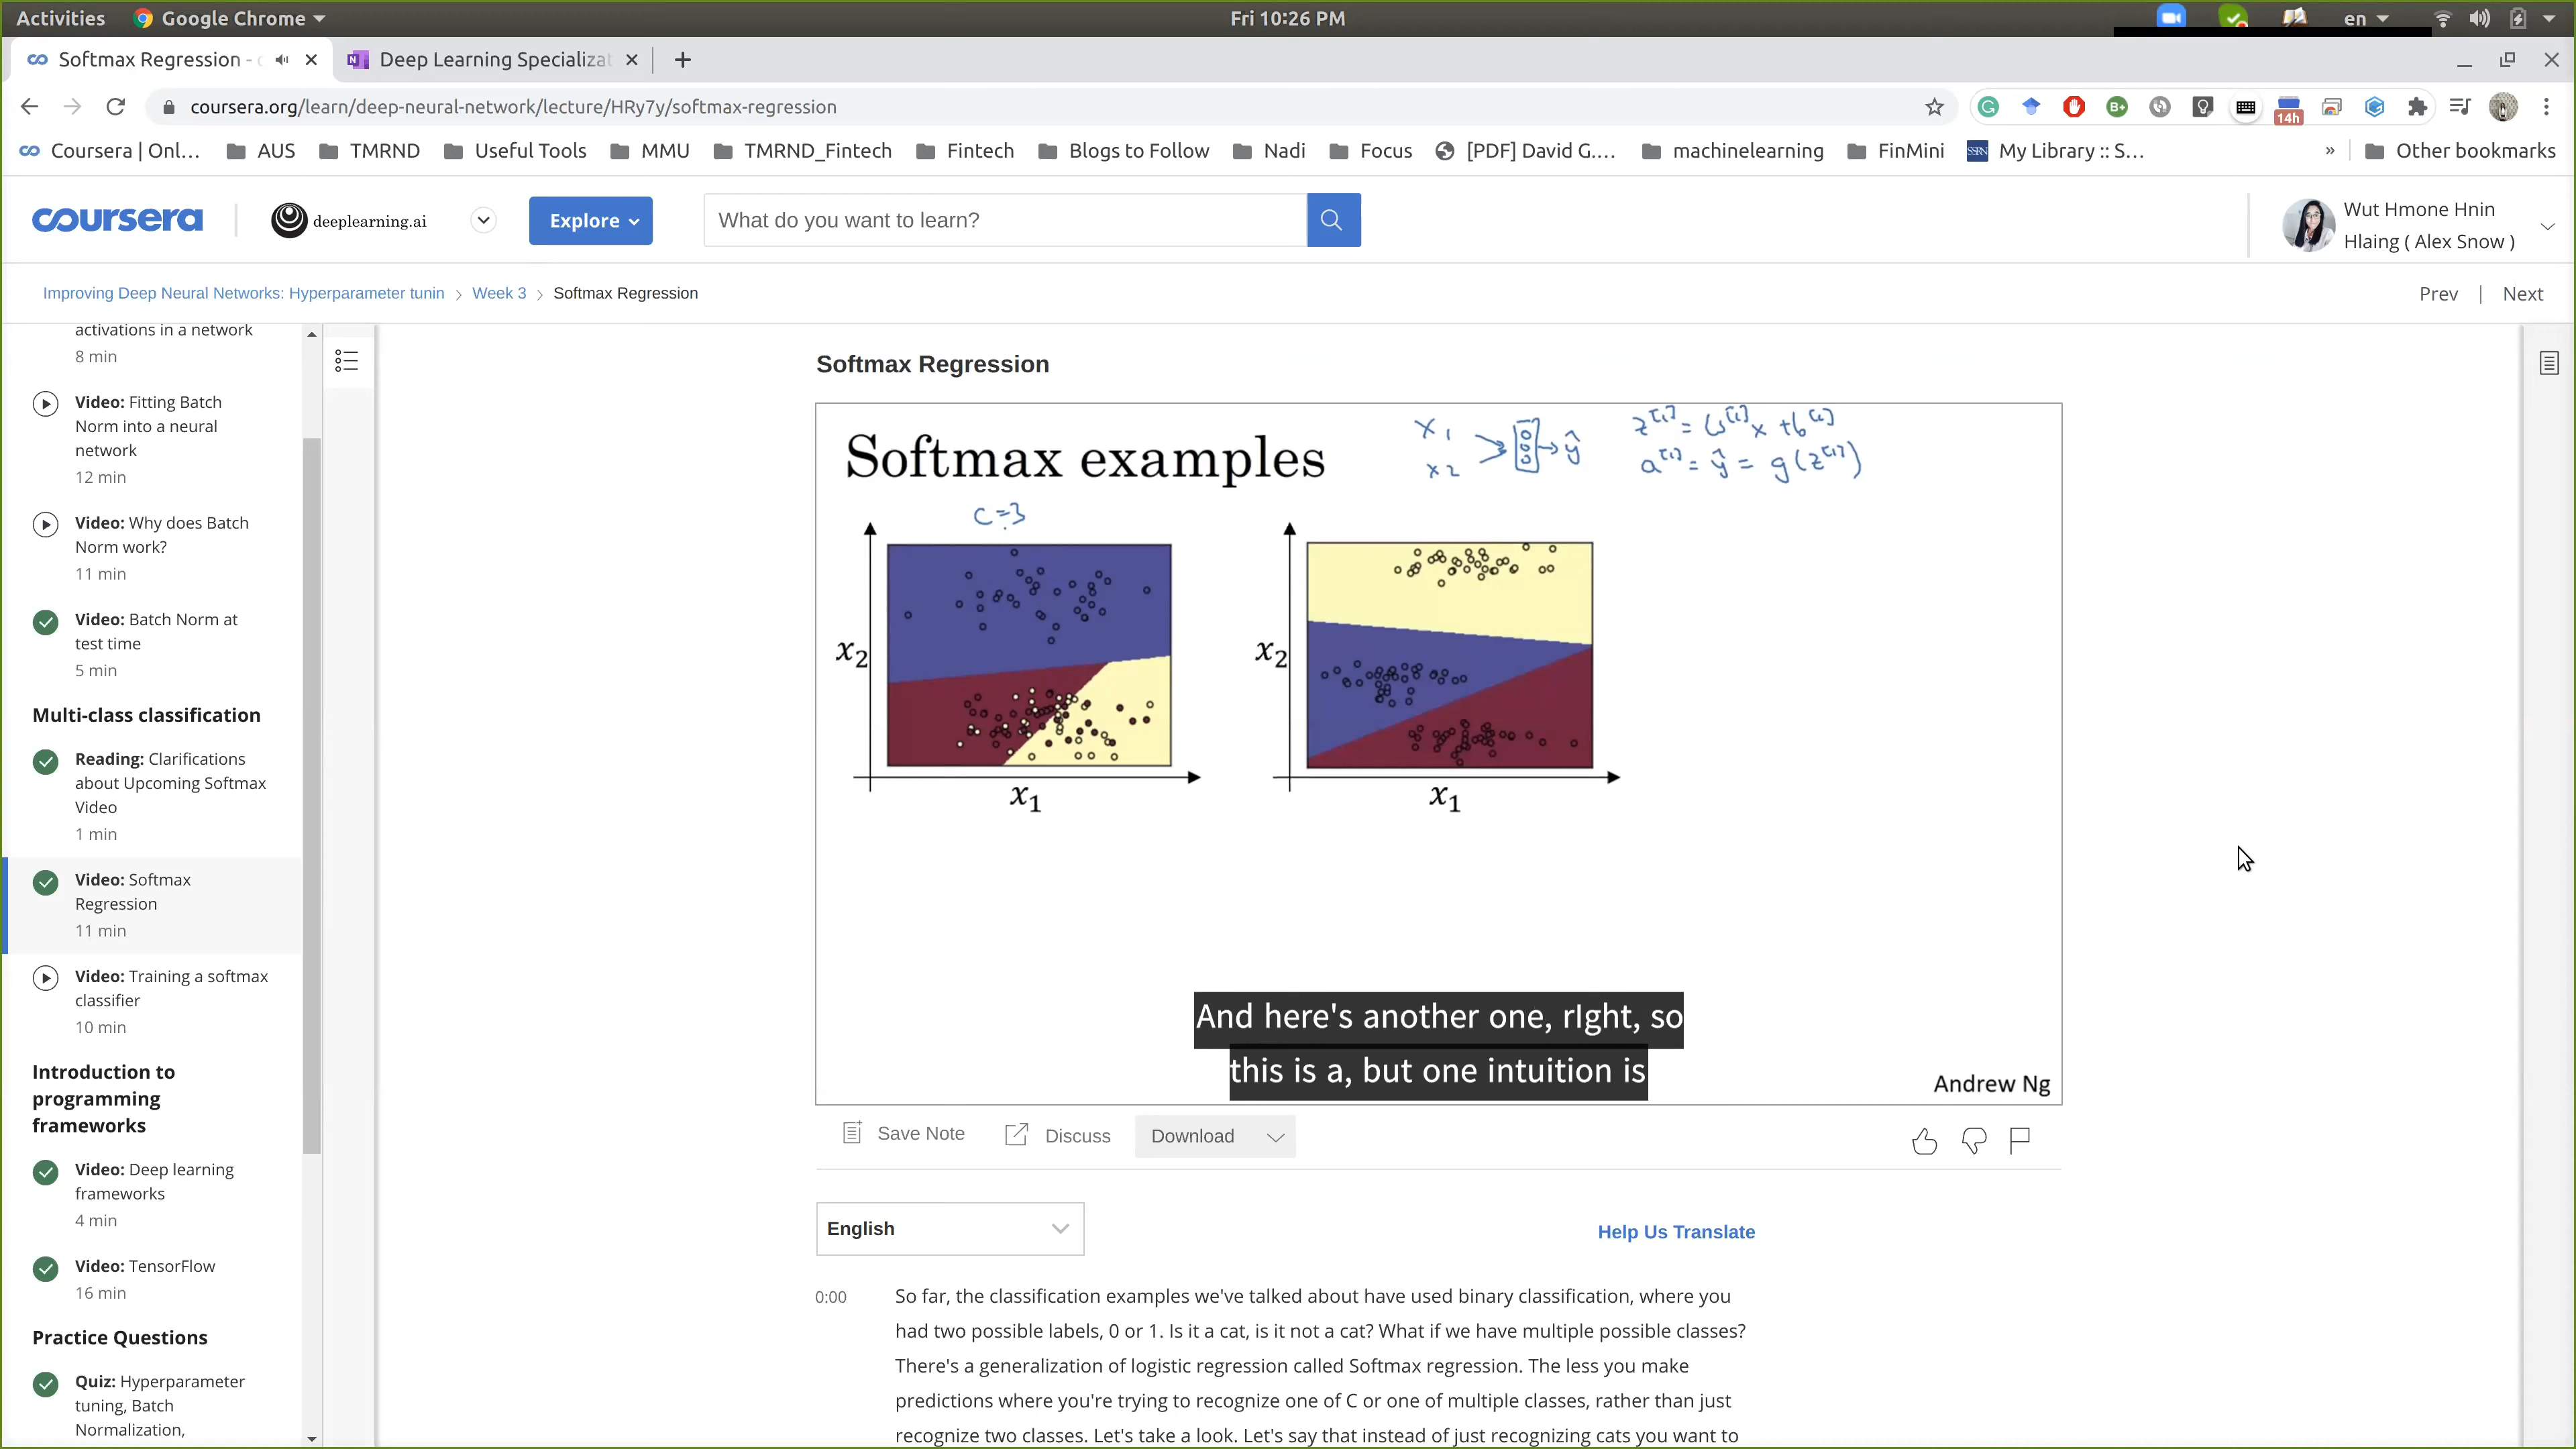 Activities
Google Chrome
Fri 10:26 PM
en
Softmax Regression -
Deep Learning Specializat
coursera.org/learn/deep-neural-network/lecture/HRy7y/softmax-regression
14h
Coursera | Onl...
AUS
TMRND
Useful Tools
MMU
TMRND_Fintech
Fintech
Blogs to Follow
Nadi
Focus
[PDF] David G....
machinelearning
FinMini
SSRN
My Library :: S...
»
Other bookmarks
coursera
deeplearning.ai
Explore
What do you want to learn?
Wut Hmone Hnin
Hlaing ( Alex Snow )
Improving Deep Neural Networks: Hyperparameter tunin > Week 3 > Softmax Regression
Prev | Next
activations in a network
8 min
Video: Fitting Batch
Norm into a neural
network
12 min
Video: Why does Batch
Norm work?
11 min
Video: Batch Norm at
test time
5 min
Multi-class classification
Reading: Clarifications
about Upcoming Softmax
Video
1 min
Video: Softmax
Regression
11 min
Video: Training a softmax
classifier
10 min
Introduction to
programming
frameworks
Video: Deep learning
frameworks
4 min
Video: TensorFlow
16 min
Practice Questions
Quiz: Hyperparameter
tuning, Batch
Normalization,
Softmax Regression
Softmax examples
x1
x2
ŷ
z[1] = W[1]x + b[1]
a[1] = ŷ = g(z[1])
C=3
x2
x1
x2
x1
And here's another one, rIght, so
this is a, but one intuition is
Andrew Ng
Save Note
Discuss
Download
English
Help Us Translate
0:00
So far, the classification examples we've talked about have used binary classification, where you
had two possible labels, 0 or 1. Is it a cat, is it not a cat? What if we have multiple possible classes?
There's a generalization of logistic regression called Softmax regression. The less you make
predictions where you're trying to recognize one of C or one of multiple classes, rather than just
recognize two classes. Let's take a look. Let's say that instead of just recognizing cats you want to